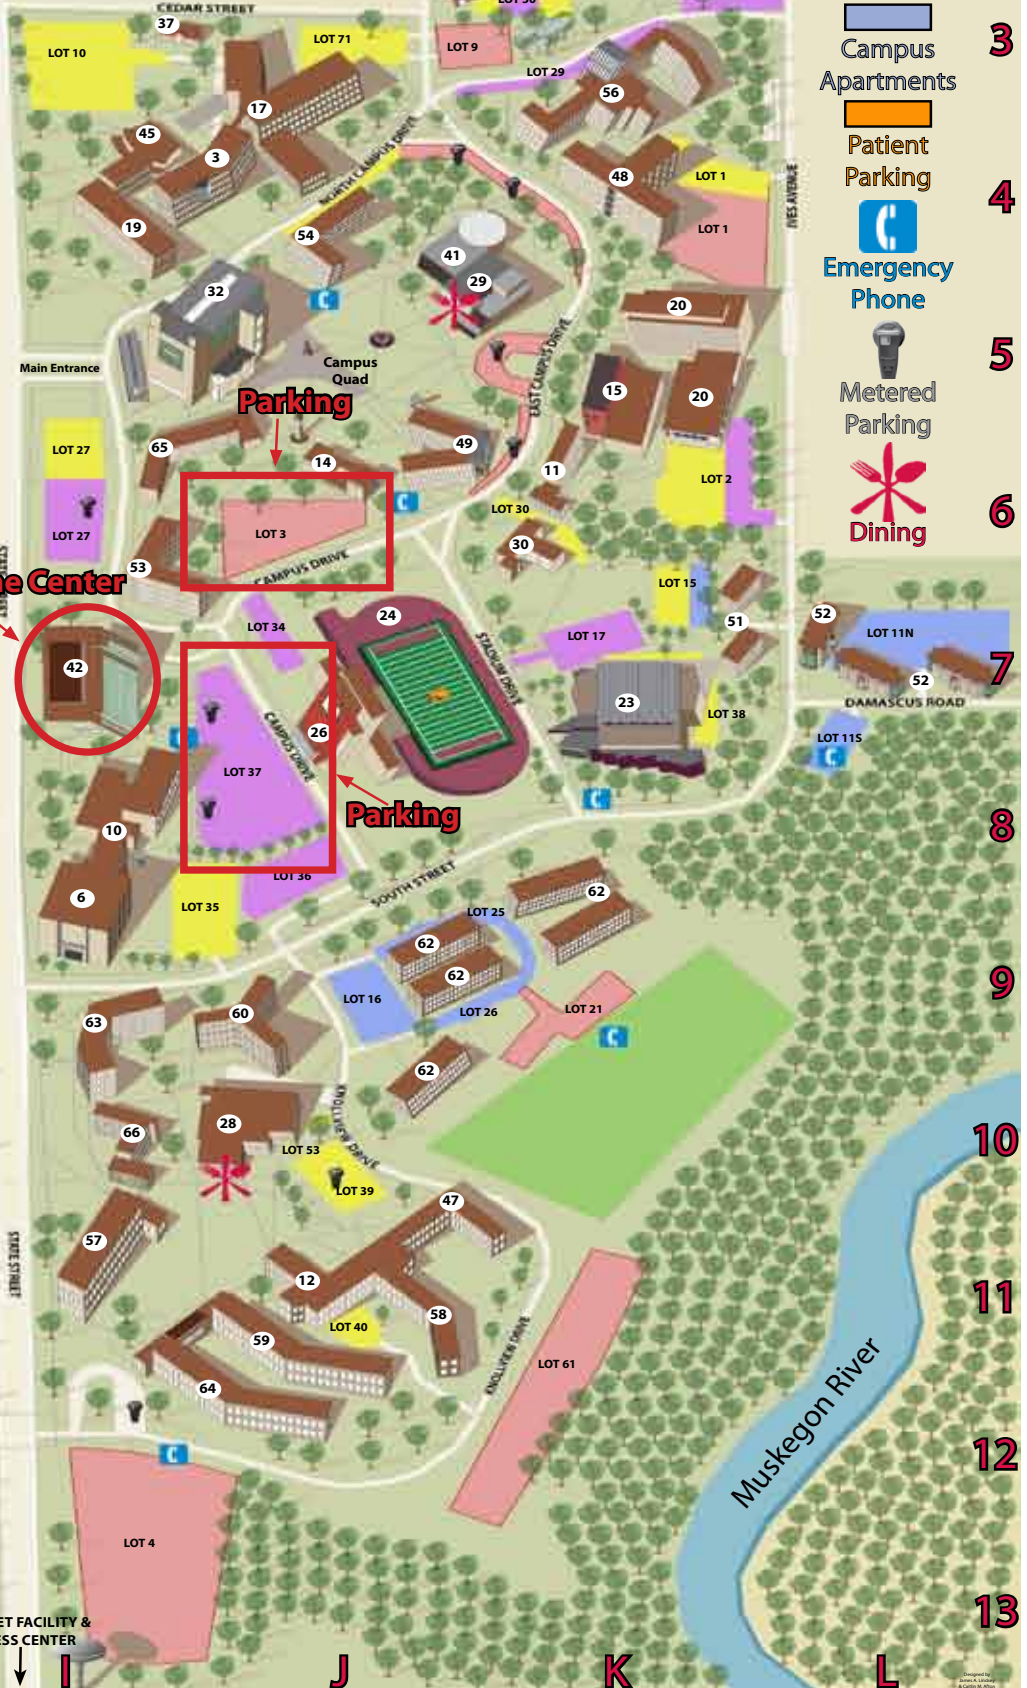 CEDAR STREET
37
LOT 10
LOT 71
LOT 9
LOT 29
56
17
45
3
NORTH CAMPUS DRIVE
48
LOT 1
LOT 1
IVES AVENUE
19
54
41
29
32
20
Campus
Quad
Main Entrance
EAST CAMPUS DRIVE
15
20
Parking
LOT 27
65
14
49
11
LOT 2
LOT 27
LOT 3
LOT 30
30
53
CAMPUS DRIVE
LOT 15
51
52
LOT 11N
Center
24
LOT 34
STADIUM DRIVE
LOT 17
52
DAMASCUS ROAD
42
23
LOT 38
26
CAMPUS DRIVE
LOT 37
LOT 11S
Parking
10
6
LOT 36
LOT 35
SOUTH STREET
62
LOT 25
62
62
LOT 16
LOT 26
LOT 21
63
60
62
66
28
KNOLLVIEW DRIVE
LOT 53
LOT 39
47
57
STATE STREET
12
58
LOT 40
59
64
KNOLLVIEW DRIVE
LOT 61
Muskegon River
LOT 4
FACILITY &
CENTER
Campus
Apartments
Patient
Parking
Emergency
Phone
Metered
Parking
Dining
3
4
5
6
7
8
9
10
11
12
13
I
J
K
L
Designed by
James A. Lindsey